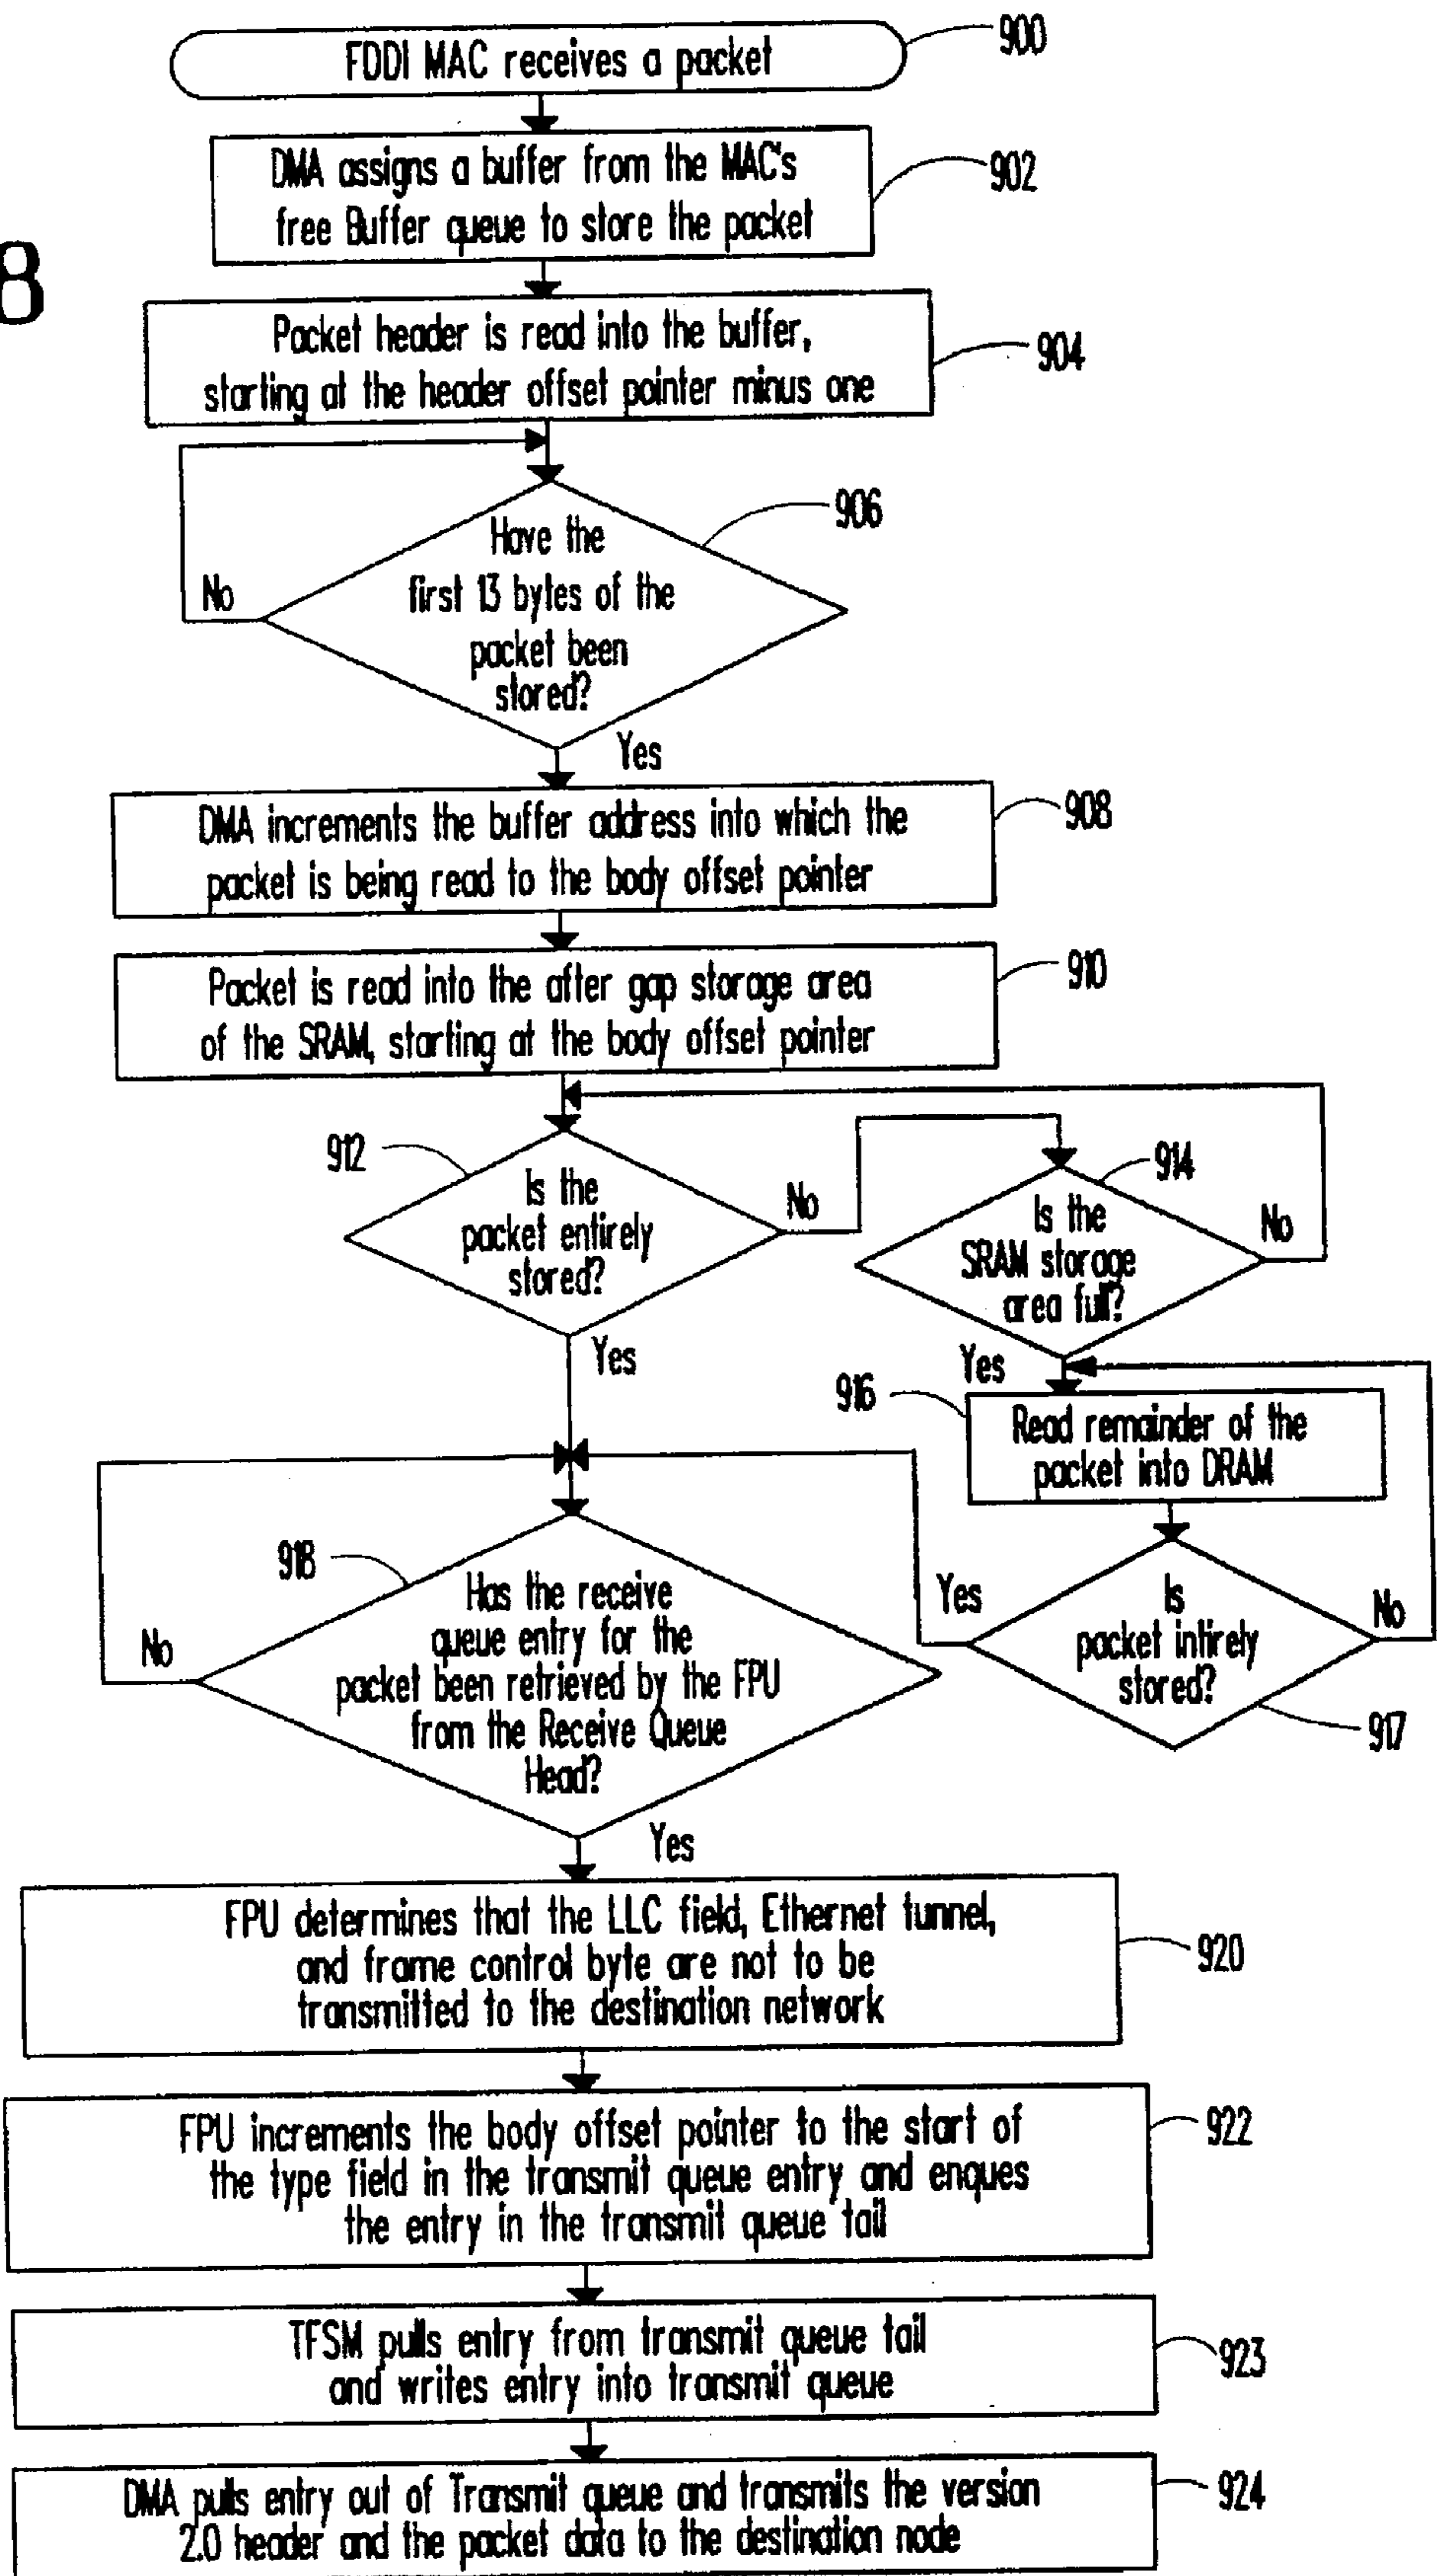 8
FDDI MAC receives a packet
900
DMA assigns a buffer from the MAC's
free Buffer queue to store the packet
902
Packet header is read into the buffer,
starting at the header offset pointer minus one
904
Have the
first 13 bytes of the
packet been
stored?
906
No
Yes
DMA increments the buffer address into which the
packet is being read to the body offset pointer
908
Packet is read into the after gap storage area
of the SRAM, starting at the body offset pointer
910
912
Is the
packet entirely
stored?
No
Yes
914
Is the
SRAM storage
area full?
No
Yes
916
Read remainder of the
packet into DRAM
Is
packet intirely
stored?
Yes
No
917
918
Has the receive
queue entry for the
packet been retrieved by the FPU
from the Receive Queue
Head?
No
Yes
FPU determines that the LLC field, Ethernet tunnel,
and frame control byte are not to be
transmitted to the destination network
920
FPU increments the body offset pointer to the start of
the type field in the transmit queue entry and enques
the entry in the transmit queue tail
922
TFSM pulls entry from transmit queue tail
and writes entry into transmit queue
923
DMA pulls entry out of Transmit queue and transmits the version
2.0 header and the packet data to the destination node
924